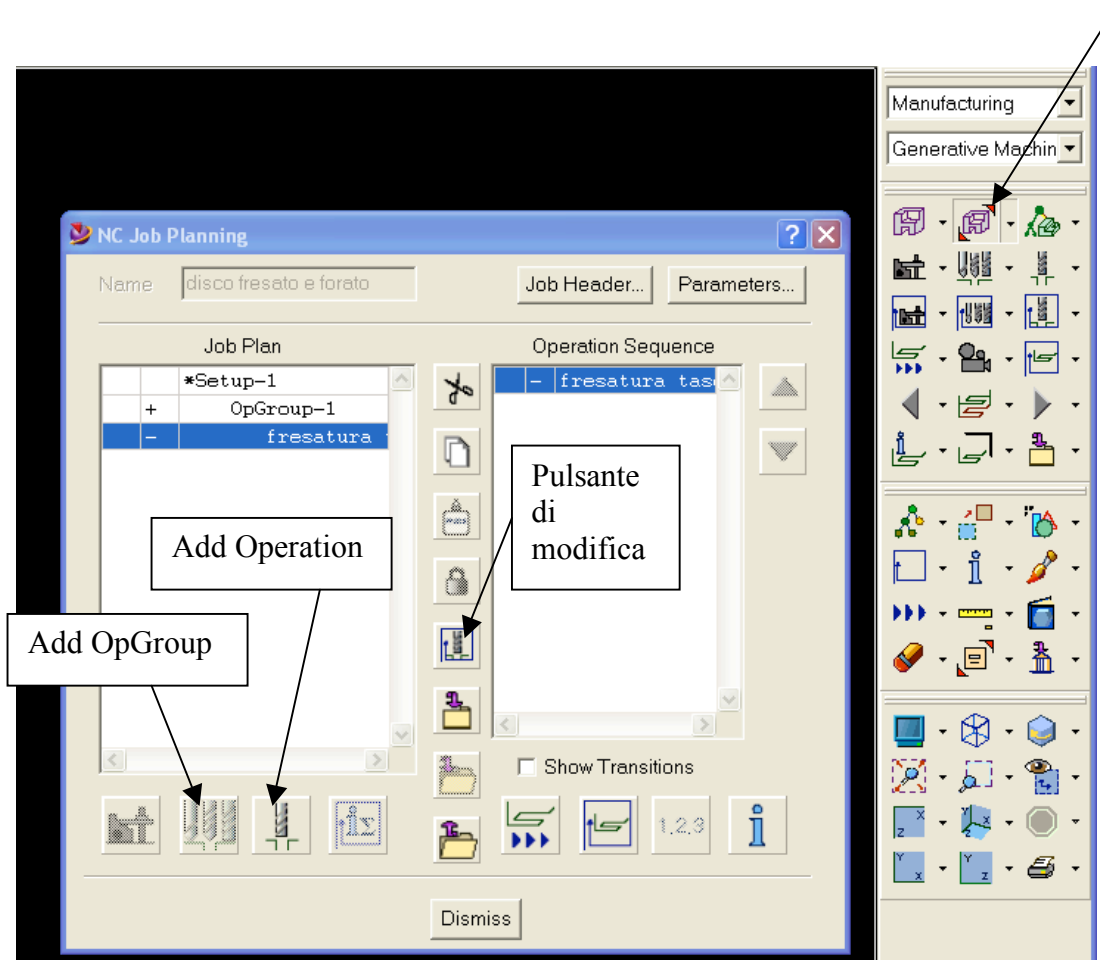 Manufacturing
Generative Machin
NC Job Planning
Name
disco fresato e forato
Job Header...
Parameters...
Job Plan
Operation Sequence
*Setup-1
+ OpGroup-1
- fresatura
- fresatura tas
Pulsante
di
modifica
Add Operation
Add OpGroup
Show Transitions
1,2,3
Dismiss